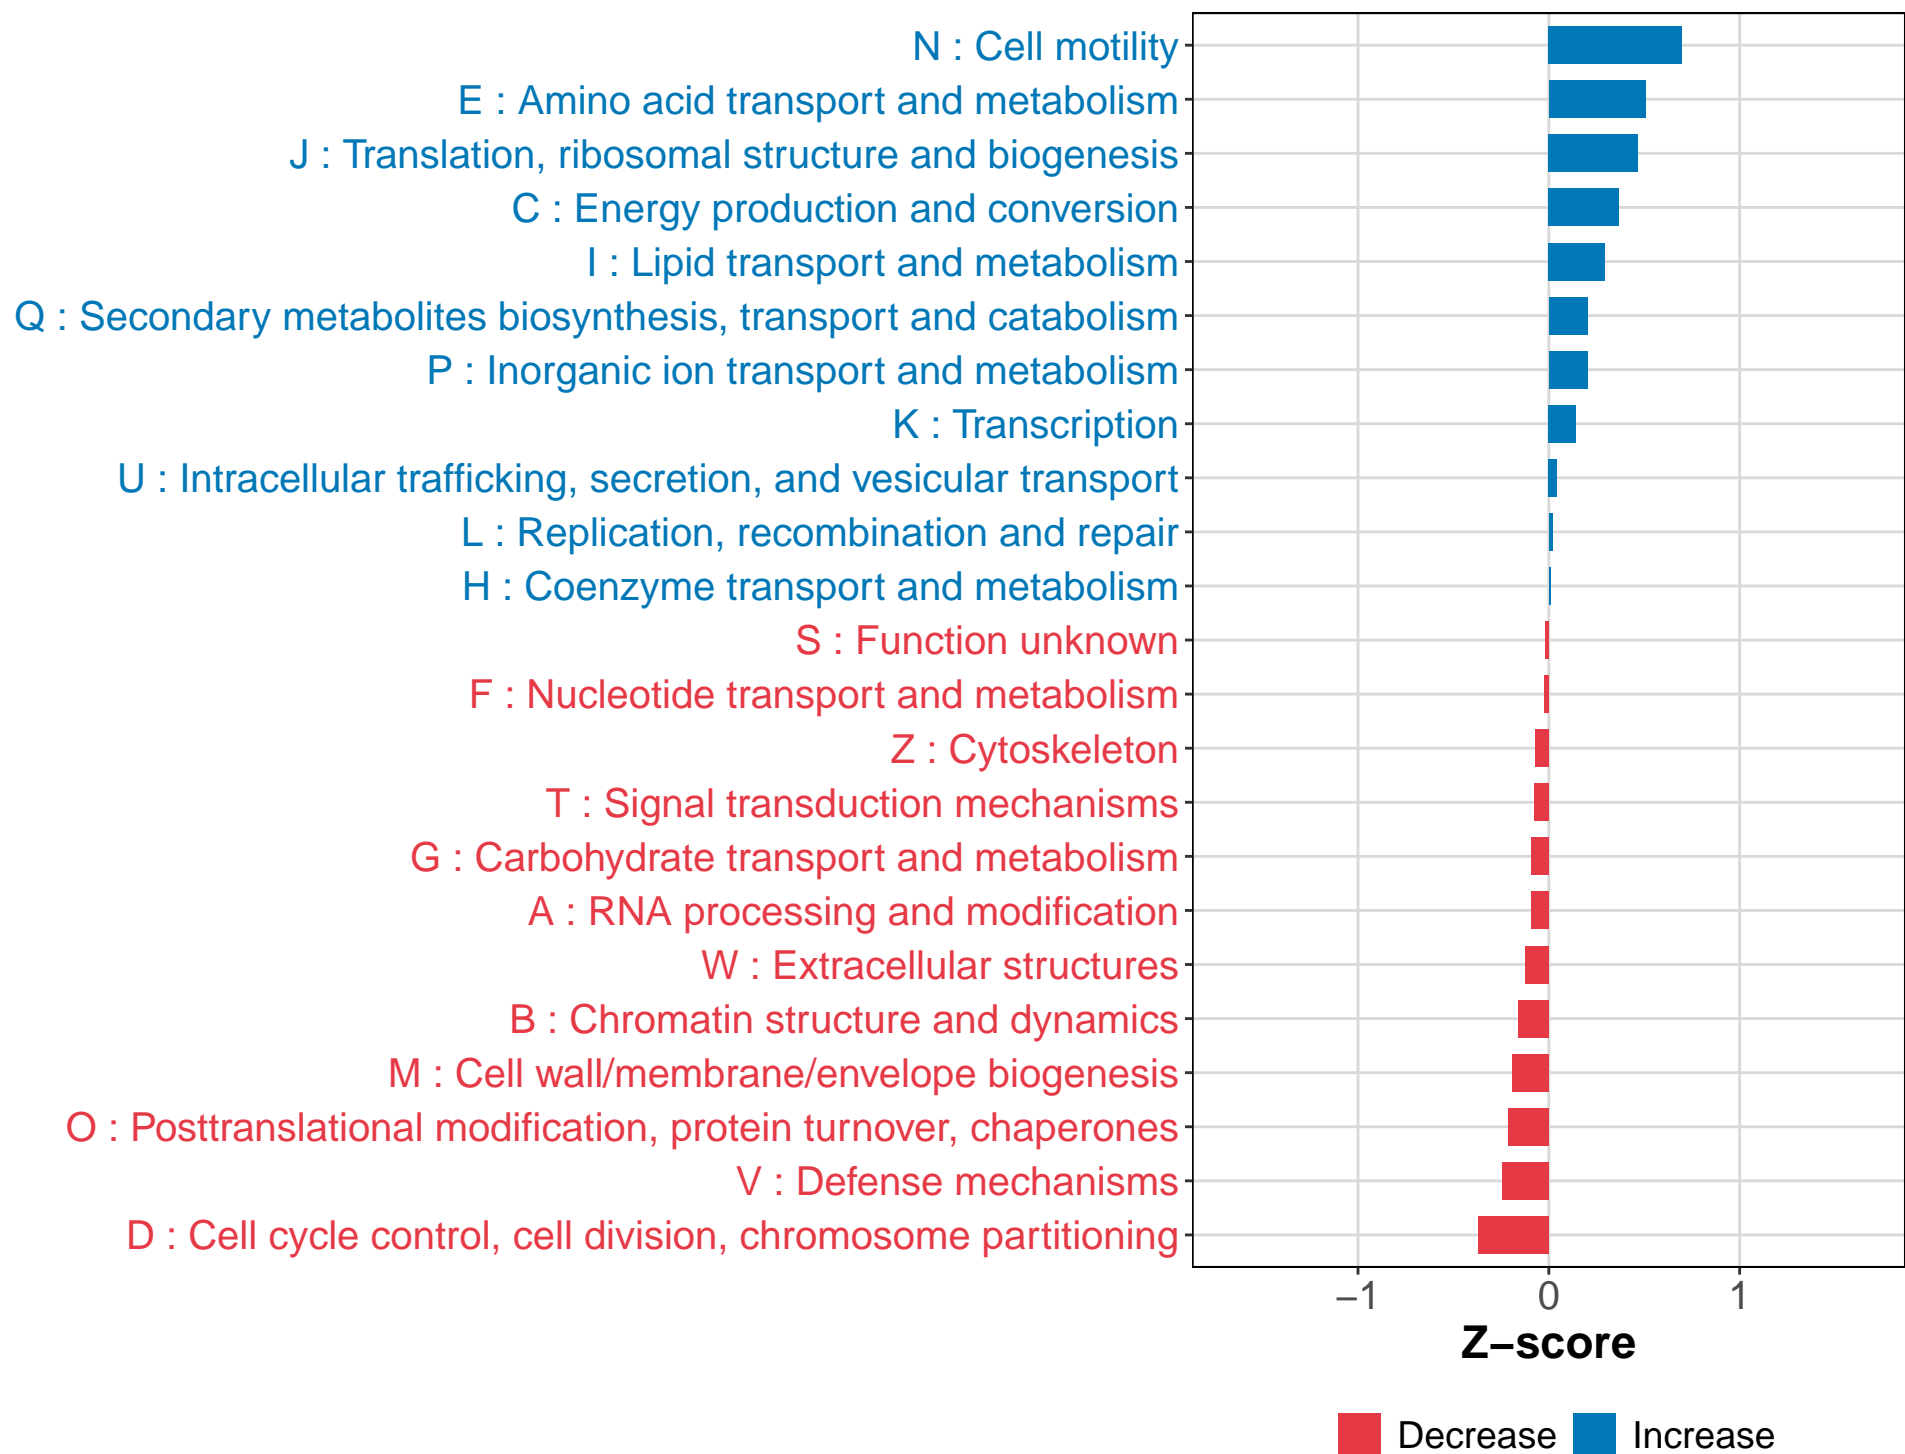 N : Cell motility
E : Amino acid transport and metabolism
J : Translation, ribosomal structure and biogenesis
C : Energy production and conversion
I : Lipid transport and metabolism
Q : Secondary metabolites biosynthesis, transport and catabolism
P : Inorganic ion transport and metabolism
K : Transcription
U : Intracellular trafficking, secretion, and vesicular transport
L : Replication, recombination and repair
H : Coenzyme transport and metabolism
S : Function unknown
F : Nucleotide transport and metabolism
Z : Cytoskeleton
T : Signal transduction mechanisms
G : Carbohydrate transport and metabolism
A : RNA processing and modification
W : Extracellular structures
B : Chromatin structure and dynamics
M : Cell wall/membrane/envelope biogenesis
O : Posttranslational modification, protein turnover, chaperones
V : Defense mechanisms
D : Cell cycle control, cell division, chromosome partitioning
−1 0 1
Z−score
Decrease Increase